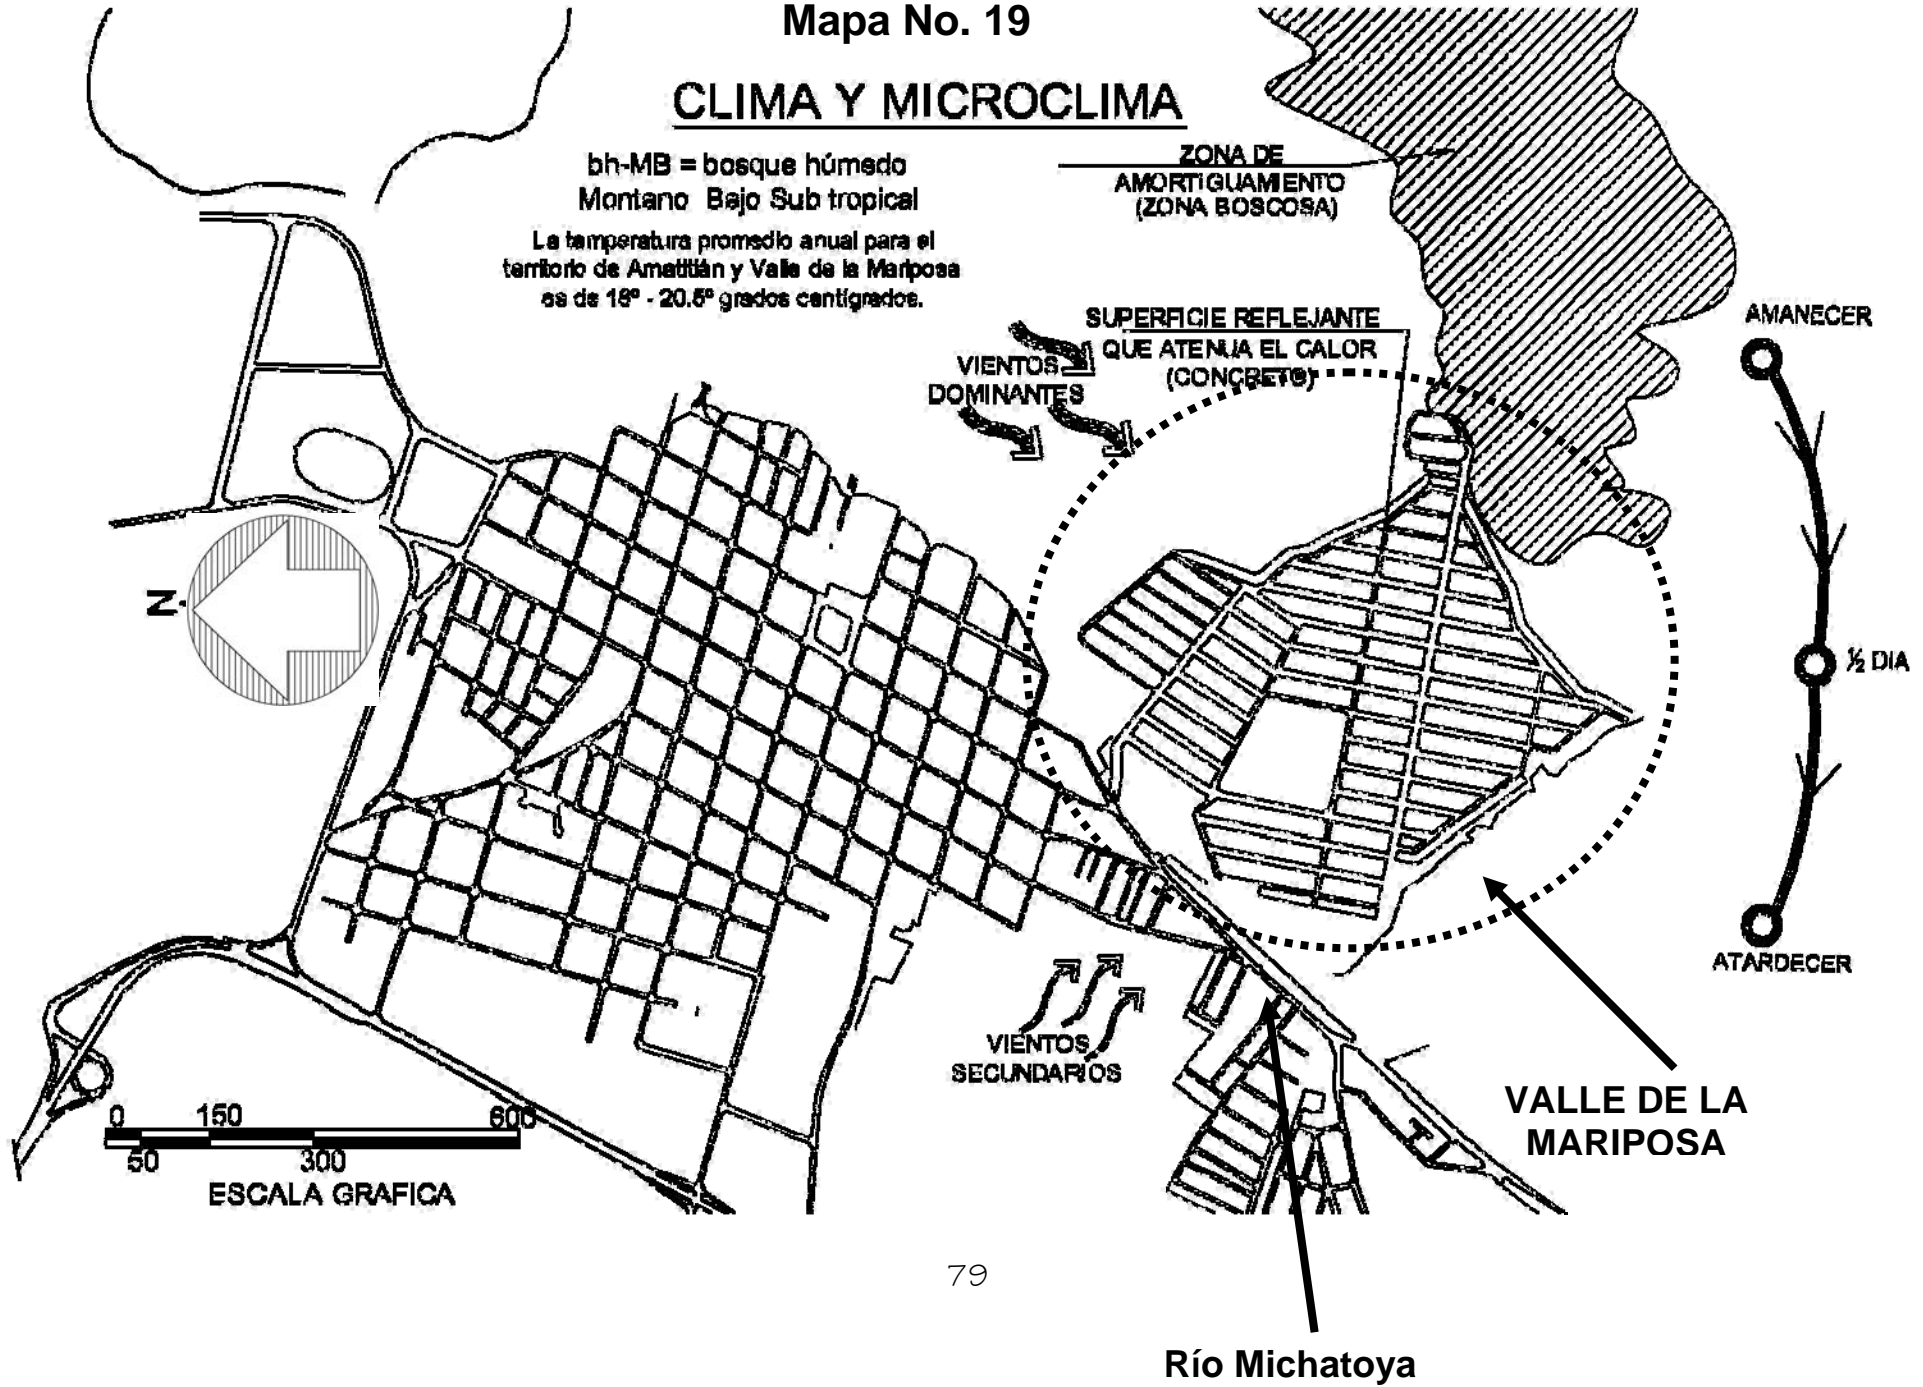 Mapa No. 19
CLIMA Y MICROCLIMA
bh-MB = bosque húmedo
Montano Bajo Sub tropical
La temperatura promedio anual para el
territorio de Amatitlán y Valle de la Mariposa
es de 18º - 20.5º grados centígrados.
ZONA DE
AMORTIGUAMIENTO
(ZONA BOSCOSA)
SUPERFICIE REFLEJANTE
QUE ATENUA EL CALOR
(CONCRETO)
VIENTOS
DOMINANTES
AMANECER
½ DIA
ATARDECER
N
VIENTOS
SECUNDARIOS
VALLE DE LA
MARIPOSA
0 150 600
50 300
ESCALA GRAFICA
79
Río Michatoya